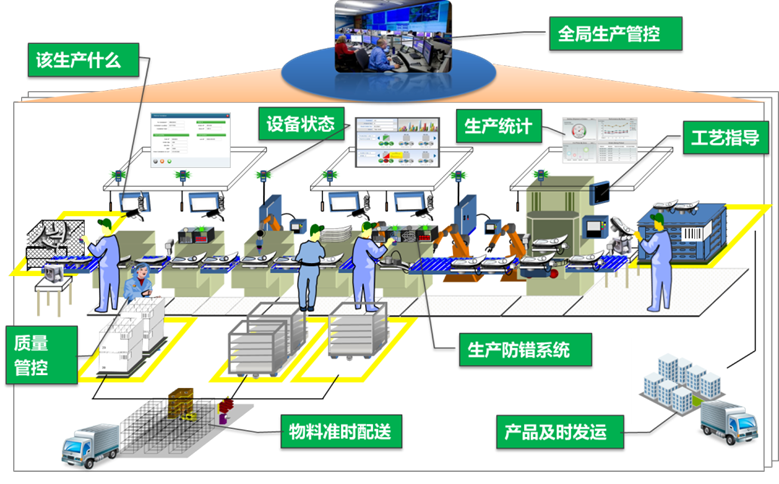 全局生产管控
该生产什么
设备状态
生产统计
工艺指导
质量
管控
生产防错系统
物料准时配送
产品及时发运